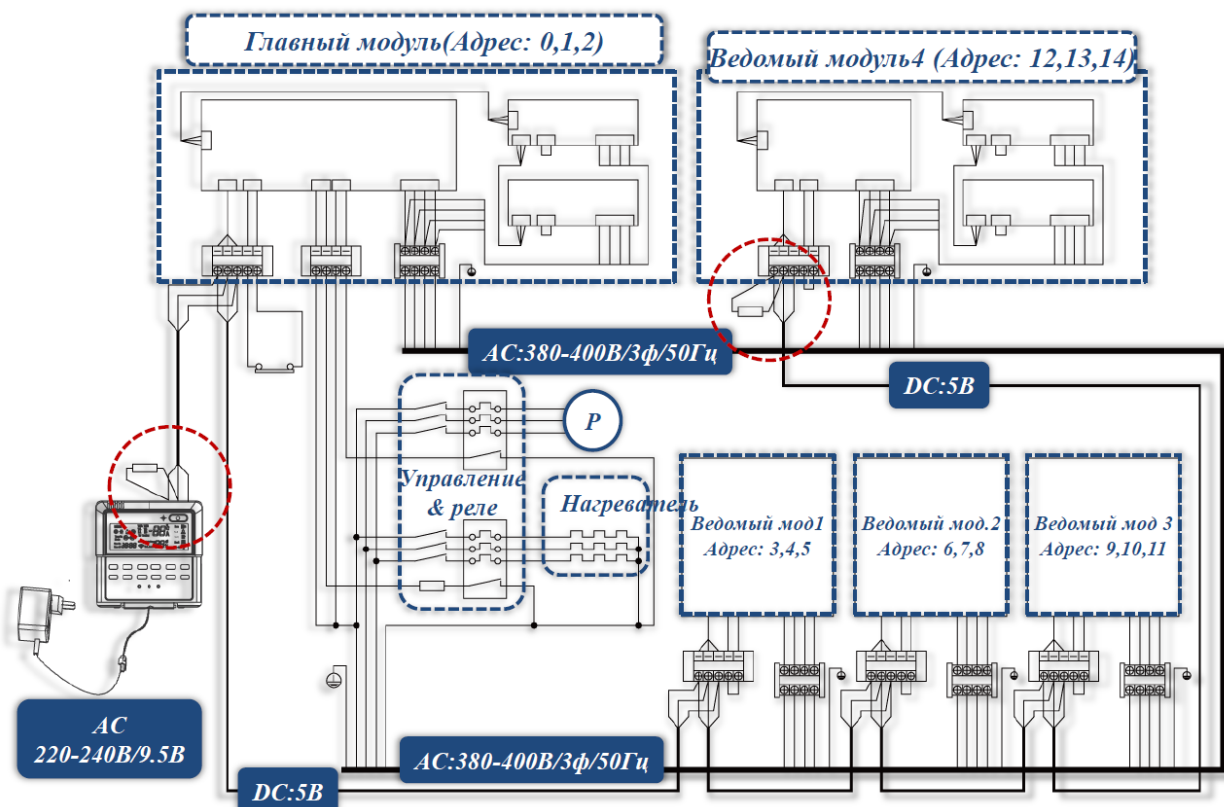 Главный модуль(Адрес: 0,1,2)
Ведомый модуль4 (Адрес: 12,13,14)
AC:380-400В/3ф/50Гц
DC:5В
P
Управление
& реле
Нагреватель
Ведомый мод1
Адрес: 3,4,5
Ведомый мод.2
Адрес: 6,7,8
Ведомый мод 3
Адрес: 9,10,11
AC
220-240В/9.5В
AC:380-400В/3ф/50Гц
DC:5В